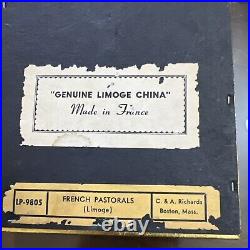 "GENUINE LIMOGE CHINA"
Made in France
LP-9805
FRENCH PASTORALS
(Limoge)
C. & A. Richards
Boston, Mass.